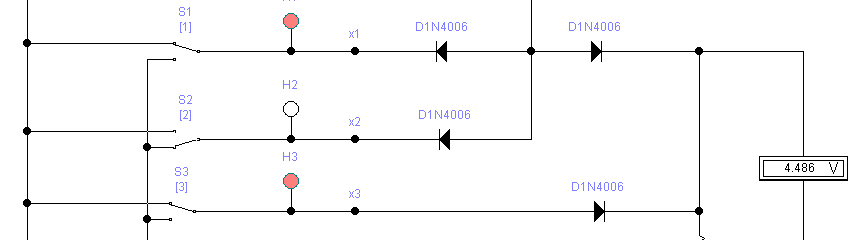 S1
[1]
x1
D1N4006
D1N4006
H2
S2
[2]
x2
D1N4006
H3
S3
[3]
x3
D1N4006
4.486 V